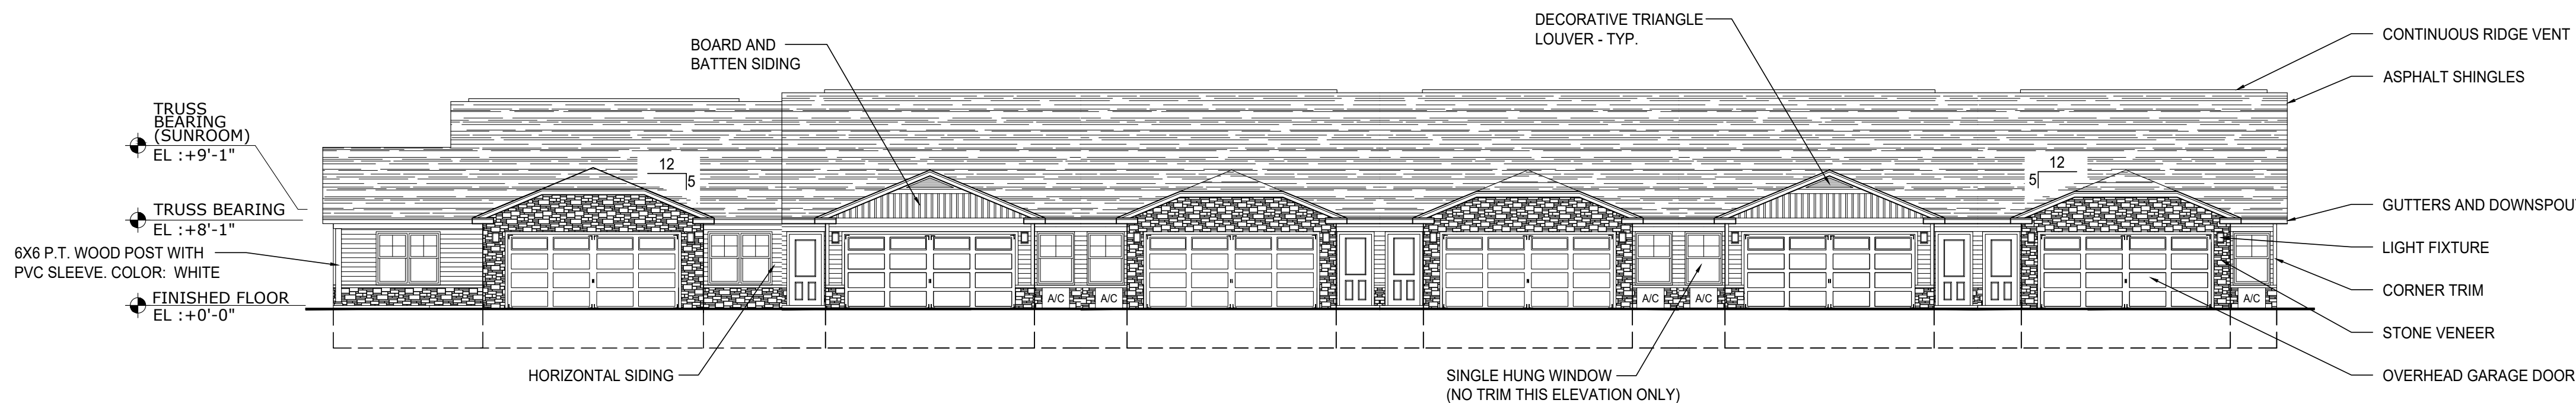 DECORATIVE TRIANGLE
LOUVER - TYP.
BOARD AND
BATTEN SIDING
CONTINUOUS RIDGE VENT
ASPHALT SHINGLES
TRUSS
BEARING
(SUNROOM)
EL :+9'-1"
12
5
12
5
TRUSS BEARING
EL :+8'-1"
GUTTERS AND DOWNSPOU
6X6 P.T. WOOD POST WITH
PVC SLEEVE. COLOR: WHITE
LIGHT FIXTURE
FINISHED FLOOR
EL :+0'-0"
A/C
A/C
A/C
A/C
A/C
CORNER TRIM
STONE VENEER
HORIZONTAL SIDING
SINGLE HUNG WINDOW
(NO TRIM THIS ELEVATION ONLY)
OVERHEAD GARAGE DOOR